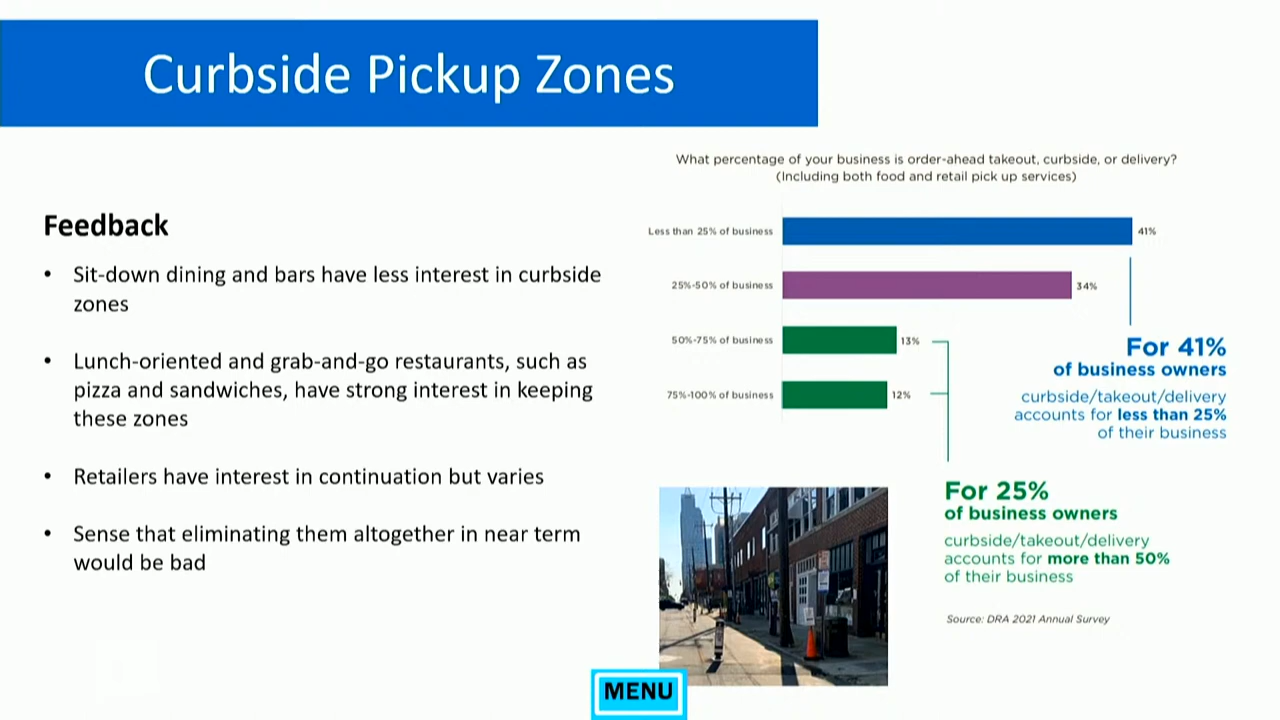 Curbside Pickup Zones
Feedback
• Sit-down dining and bars have less interest in curbside
zones
• Lunch-oriented and grab-and-go restaurants, such as
pizza and sandwiches, have strong interest in keeping
these zones
• Retailers have interest in continuation but varies
• Sense that eliminating them altogether in near term
would be bad
What percentage of your business is order-ahead takeout, curbside, or delivery?
(Including both food and retail pick up services)
Less than 25% of business 41%
25%-50% of business 34%
50%-75% of business 13%
75%-100% of business 12%
For 41%
of business owners
curbside/takeout/delivery
accounts for less than 25%
of their business
For 25%
of business owners
curbside/takeout/delivery
accounts for more than 50%
of their business
Source: DRA 2021 Annual Survey
MENU